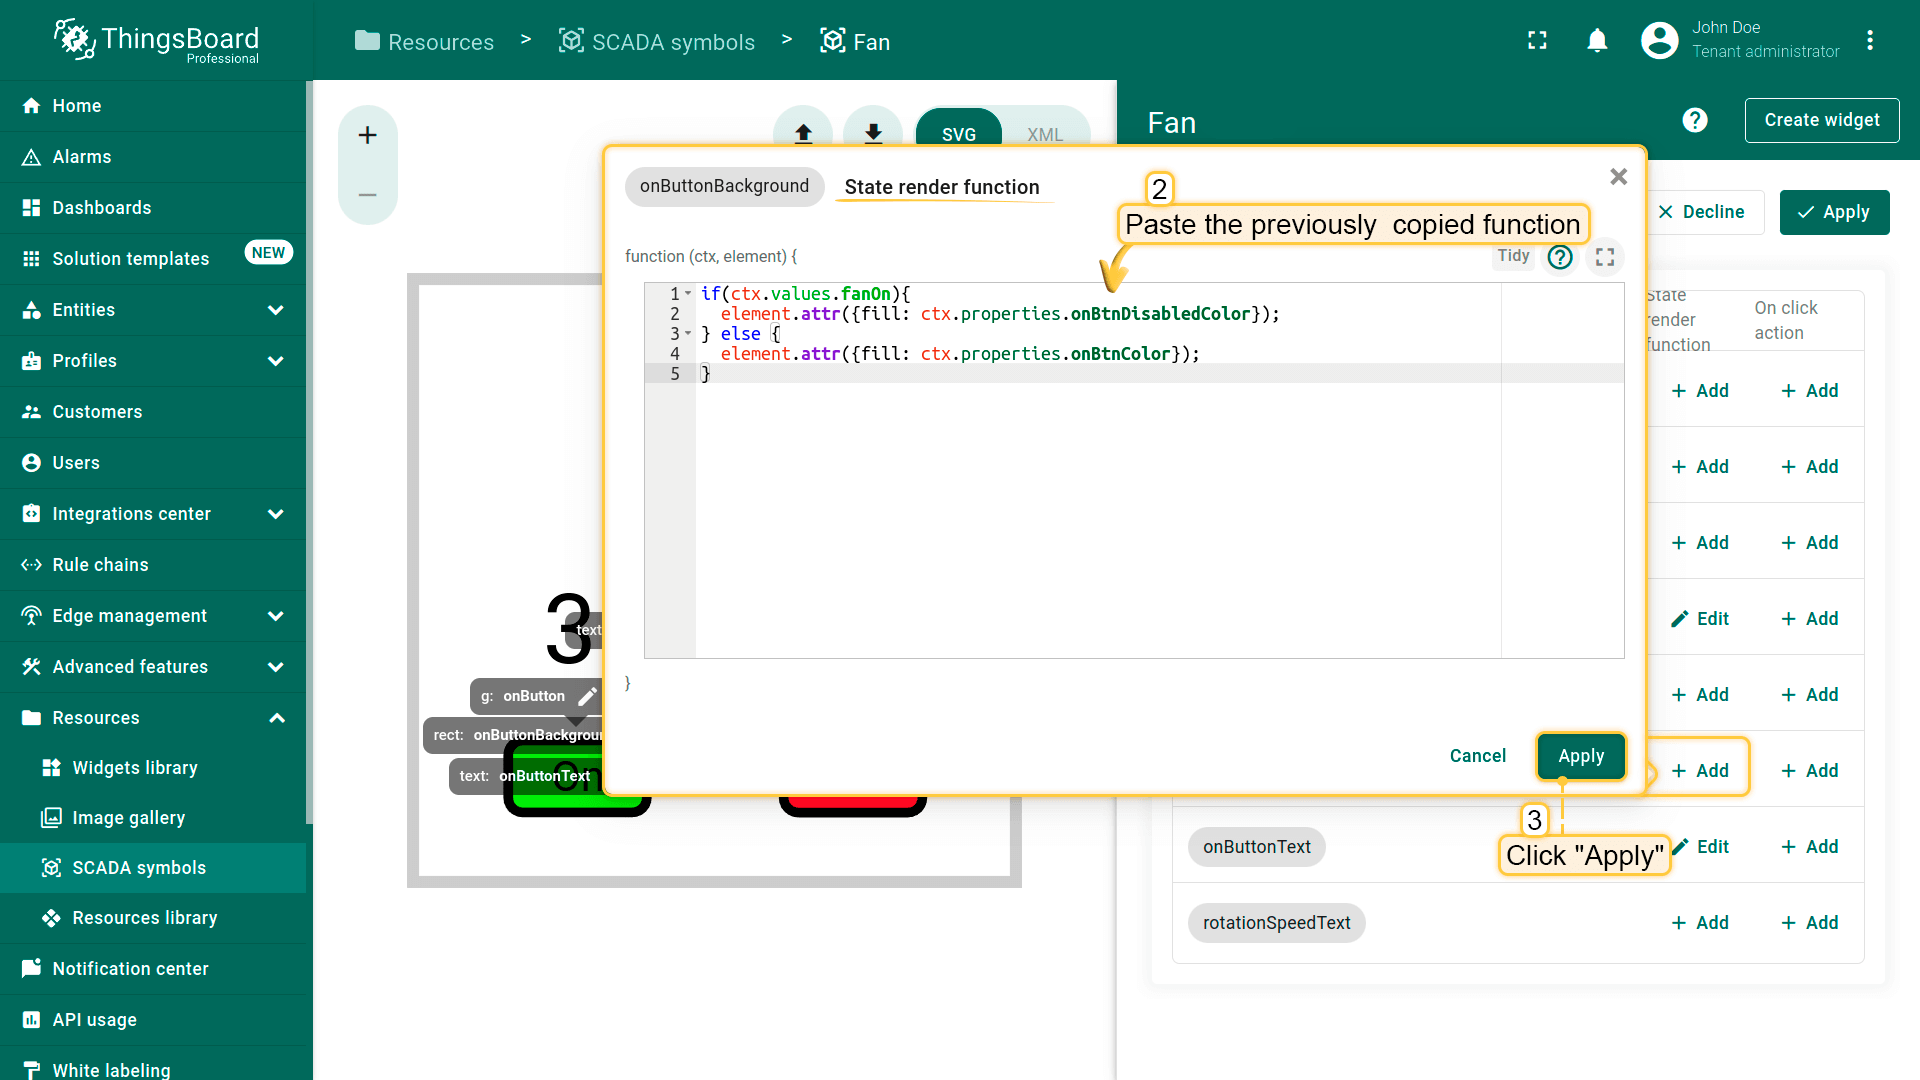 ThingsBoard
Professional
Resources > SCADA symbols > Fan
John Doe
Tenant administrator
Home
Alarms
Dashboards
Solution templates NEW
Entities
Profiles
Customers
Users
Integrations center
Rule chains
Edge management
Advanced features
Resources
Widgets library
Image gallery
SCADA symbols
Resources library
Notification center
API usage
White labeling
SVG XML
Fan
? Create widget
Decline Apply
onButtonBackground State render function
2
Paste the previously copied function
function (ctx, element) {
Tidy ?
1 if(ctx.values.fanOn){
2 element.attr({fill: ctx.properties.onBtnDisabledColor});
3 } else {
4 element.attr({fill: ctx.properties.onBtnColor});
5 }
}
Cancel Apply
3
Click "Apply"
State
render
function
On click
action
+ Add + Add
+ Add + Add
+ Add + Add
Edit + Add
+ Add + Add
+ Add + Add
onButtonText Edit + Add
rotationSpeedText + Add + Add
3
text
g: onButton
rect: onButtonBackgroun
text: onButtonText
On